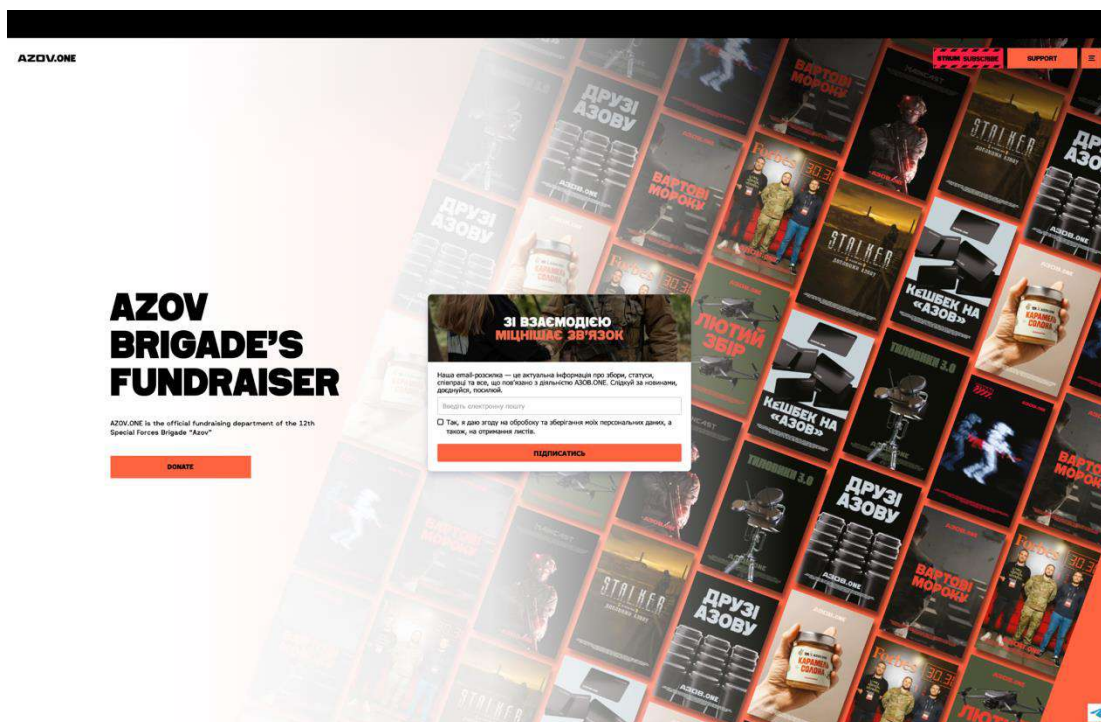 AZOV.ONE
STRUM SUBSCRIBE
SUPPORT
AZOV
BRIGADE'S
FUNDRAISER
AZOV.ONE is the official fundraising department of the 12th
Special Forces Brigade "Azov"
DONATE
ЗІ ВЗАЄМОДІЄЮ
МІЦНІШАЄ ЗВ'ЯЗОК
Наша email-розсилка — це актуальна інформація про збори, статуси,
співпраці та все, що пов'язано з діяльністю АЗОВ.ONE. Слідкуй за новинами,
доєднуйся, посилюй.
Введіть електронну пошту
Так, я даю згоду на обробку та зберігання моїх персональних даних, а
також, на отримання листів.
ПІДПИСАТИСЬ
ДРУЗІ
АЗОВУ
ВАРТОВІ
МОРОКУ
Forbes
30
S.T.A.L.K.E.R.
ЛЮТИЙ
ЗБІР
КЕШБЕК НА
«АЗОВ»
КАРАМЕЛЬ
СОЛОНА
ТИЛОВИКИ 3.0
АЗОВ.ONE